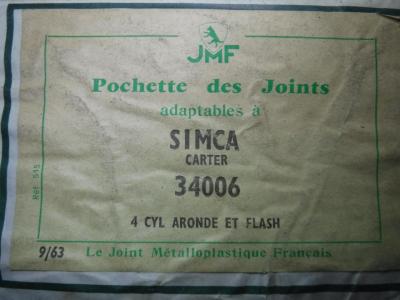 JMF
Pochette des Joints
adaptables à
SIMCA
CARTER
34006
4 CYL ARONDE ET FLASH
Réf. 515
9/63 Le Joint Métalloplastique Français